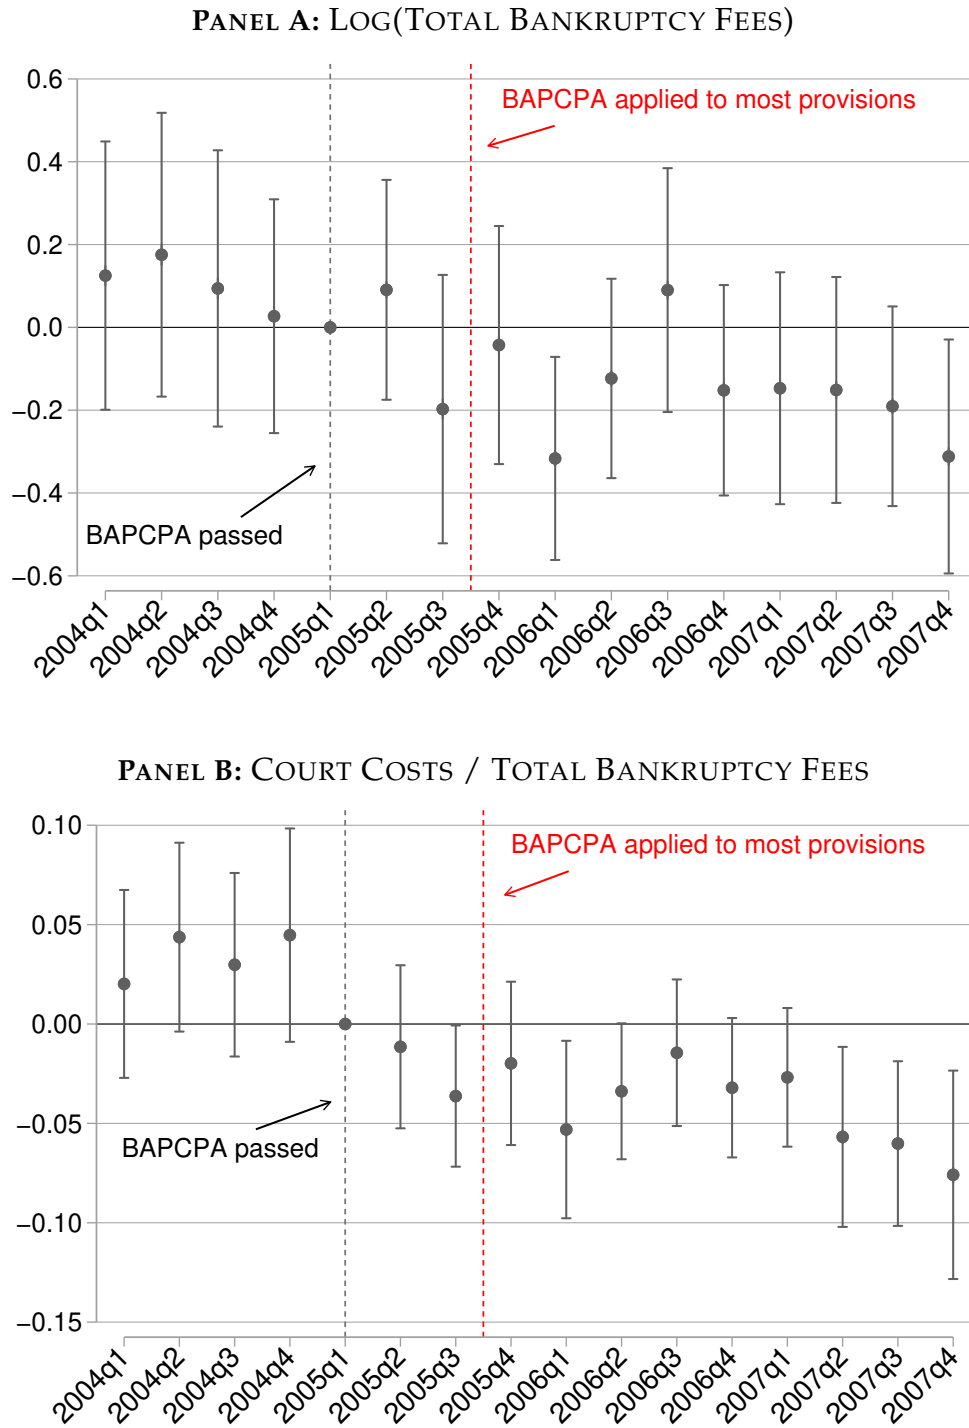 PANEL A: LOG(TOTAL BANKRUPTCY FEES)
BAPCPA applied to most provisions
0.6
0.4
0.2
0.0
−0.2
−0.4
−0.6
BAPCPA passed
2004q1 2004q2 2004q3 2004q4 2005q1 2005q2 2005q3 2005q4 2006q1 2006q2 2006q3 2006q4 2007q1 2007q2 2007q3 2007q4
PANEL B: COURT COSTS / TOTAL BANKRUPTCY FEES
BAPCPA applied to most provisions
0.10
0.05
0.00
−0.05
−0.10
−0.15
BAPCPA passed
2004q1 2004q2 2004q3 2004q4 2005q1 2005q2 2005q3 2005q4 2006q1 2006q2 2006q3 2006q4 2007q1 2007q2 2007q3 2007q4